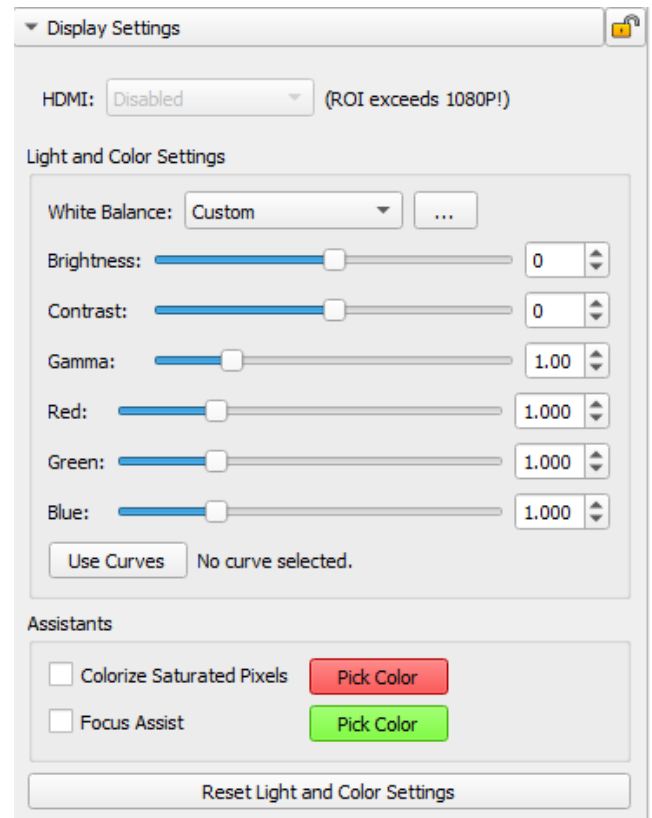 Display Settings
HDMI: Disabled (ROI exceeds 1080P!)
Light and Color Settings
White Balance: Custom ...
Brightness: 0
Contrast: 0
Gamma: 1.00
Red: 1.000
Green: 1.000
Blue: 1.000
Use Curves No curve selected.
Assistants
Colorize Saturated Pixels Pick Color
Focus Assist Pick Color
Reset Light and Color Settings